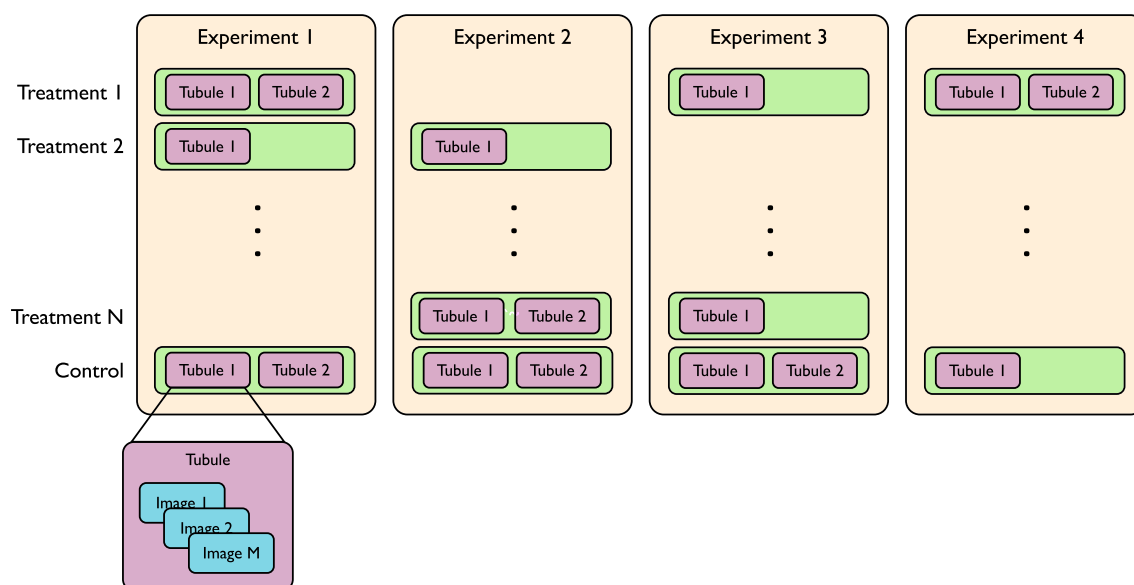 Experiment 1 Experiment 2 Experiment 3 Experiment 4
Treatment 1 Tubule 1 Tubule 2 Tubule 1 Tubule 1 Tubule 2
Treatment 2 Tubule 1 Tubule 1
Treatment N Tubule 1 Tubule 2 Tubule 1
Control Tubule 1 Tubule 2 Tubule 1 Tubule 2 Tubule 1 Tubule 2 Tubule 1
Tubule
Image 1
Image 2
Image M